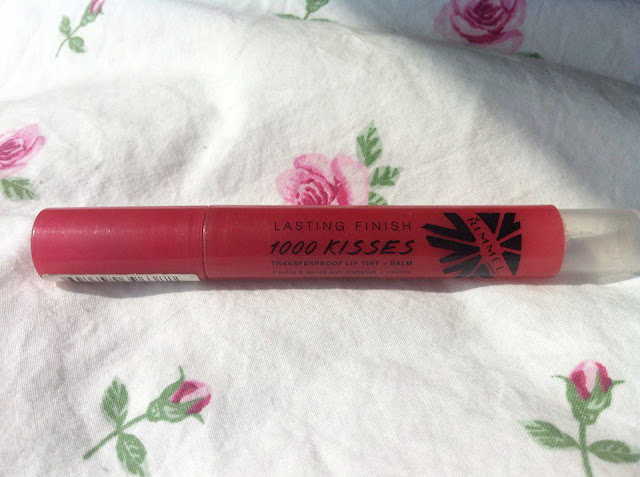 LASTING FINISH
1000 KISSES
TRANSFERPROOF LIP TINT + BALM
RIMMEL